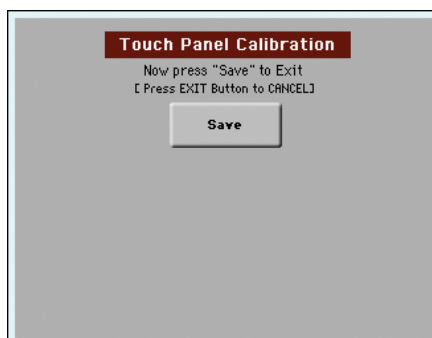 Touch Panel Calibration
Now press "Save" to Exit
[ Press EXIT Button to CANCEL]
Save